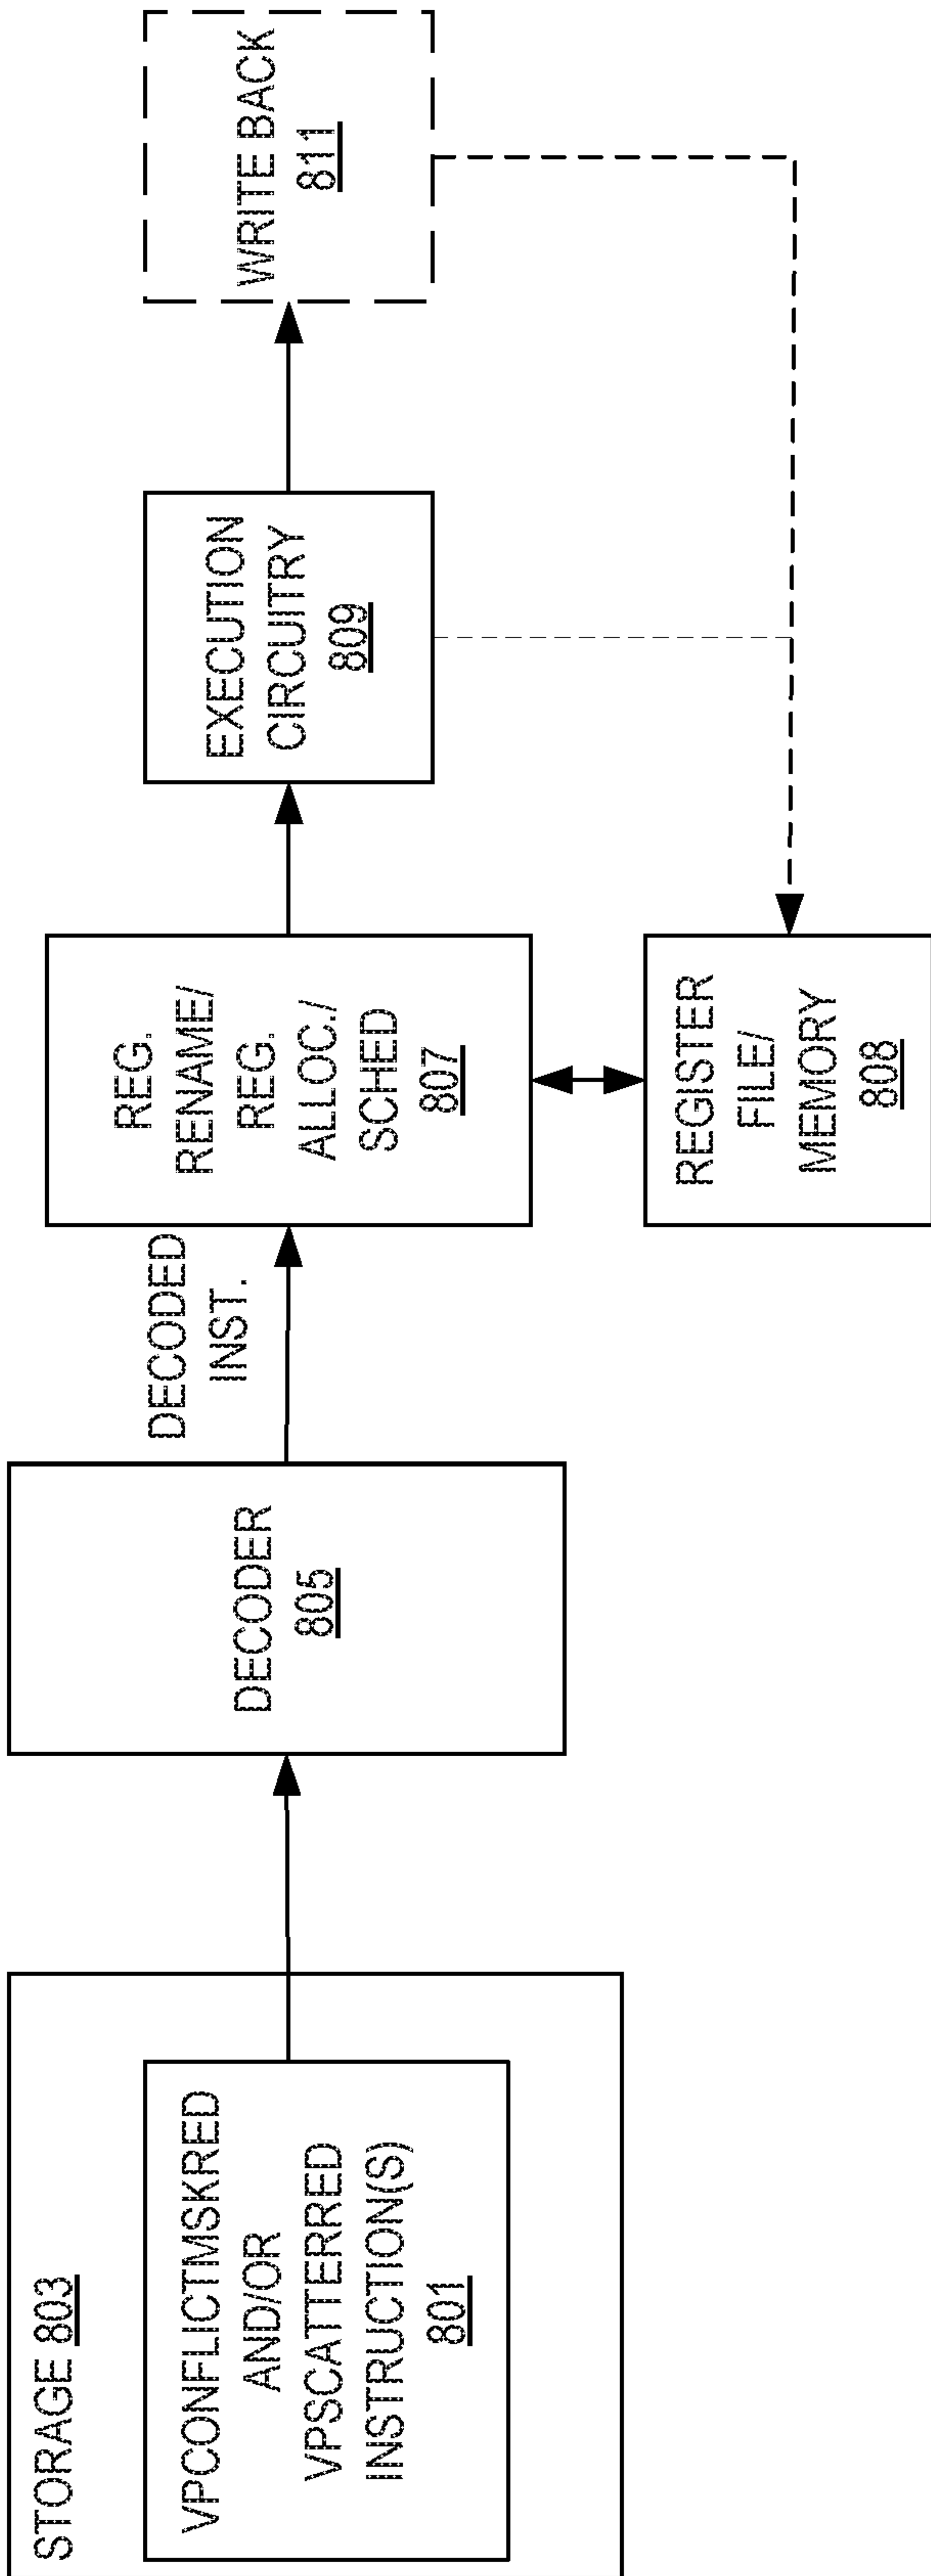 STORAGE 803
VPCONFLICTMSKRED
AND/OR
VPSCATTERRED
INSTRUCTION(S)
801
DECODER
805
DECODED
INST.
REG.
RENAME/
REG.
ALLOC./
SCHED
807
REGISTER
FILE/
MEMORY
808
EXECUTION
CIRCUITRY
809
WRITE BACK
811